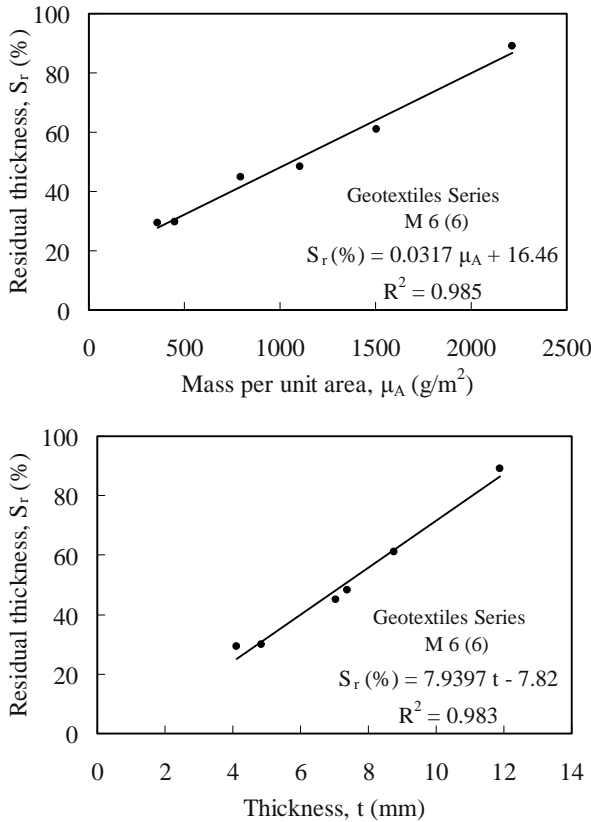 100
80
60
40
20
0
Residual thickness, Sᵣ (%)
Geotextiles Series
M 6 (6)
Sᵣ (%) = 0.0317 μ_A + 16.46
R² = 0.985
0 500 1000 1500 2000 2500
Mass per unit area, μ_A (g/m²)
100
80
60
40
20
0
Residual thickness, Sᵣ (%)
Geotextiles Series
M 6 (6)
Sᵣ (%) = 7.9397 t - 7.82
R² = 0.983
0 2 4 6 8 10 12 14
Thickness, t (mm)